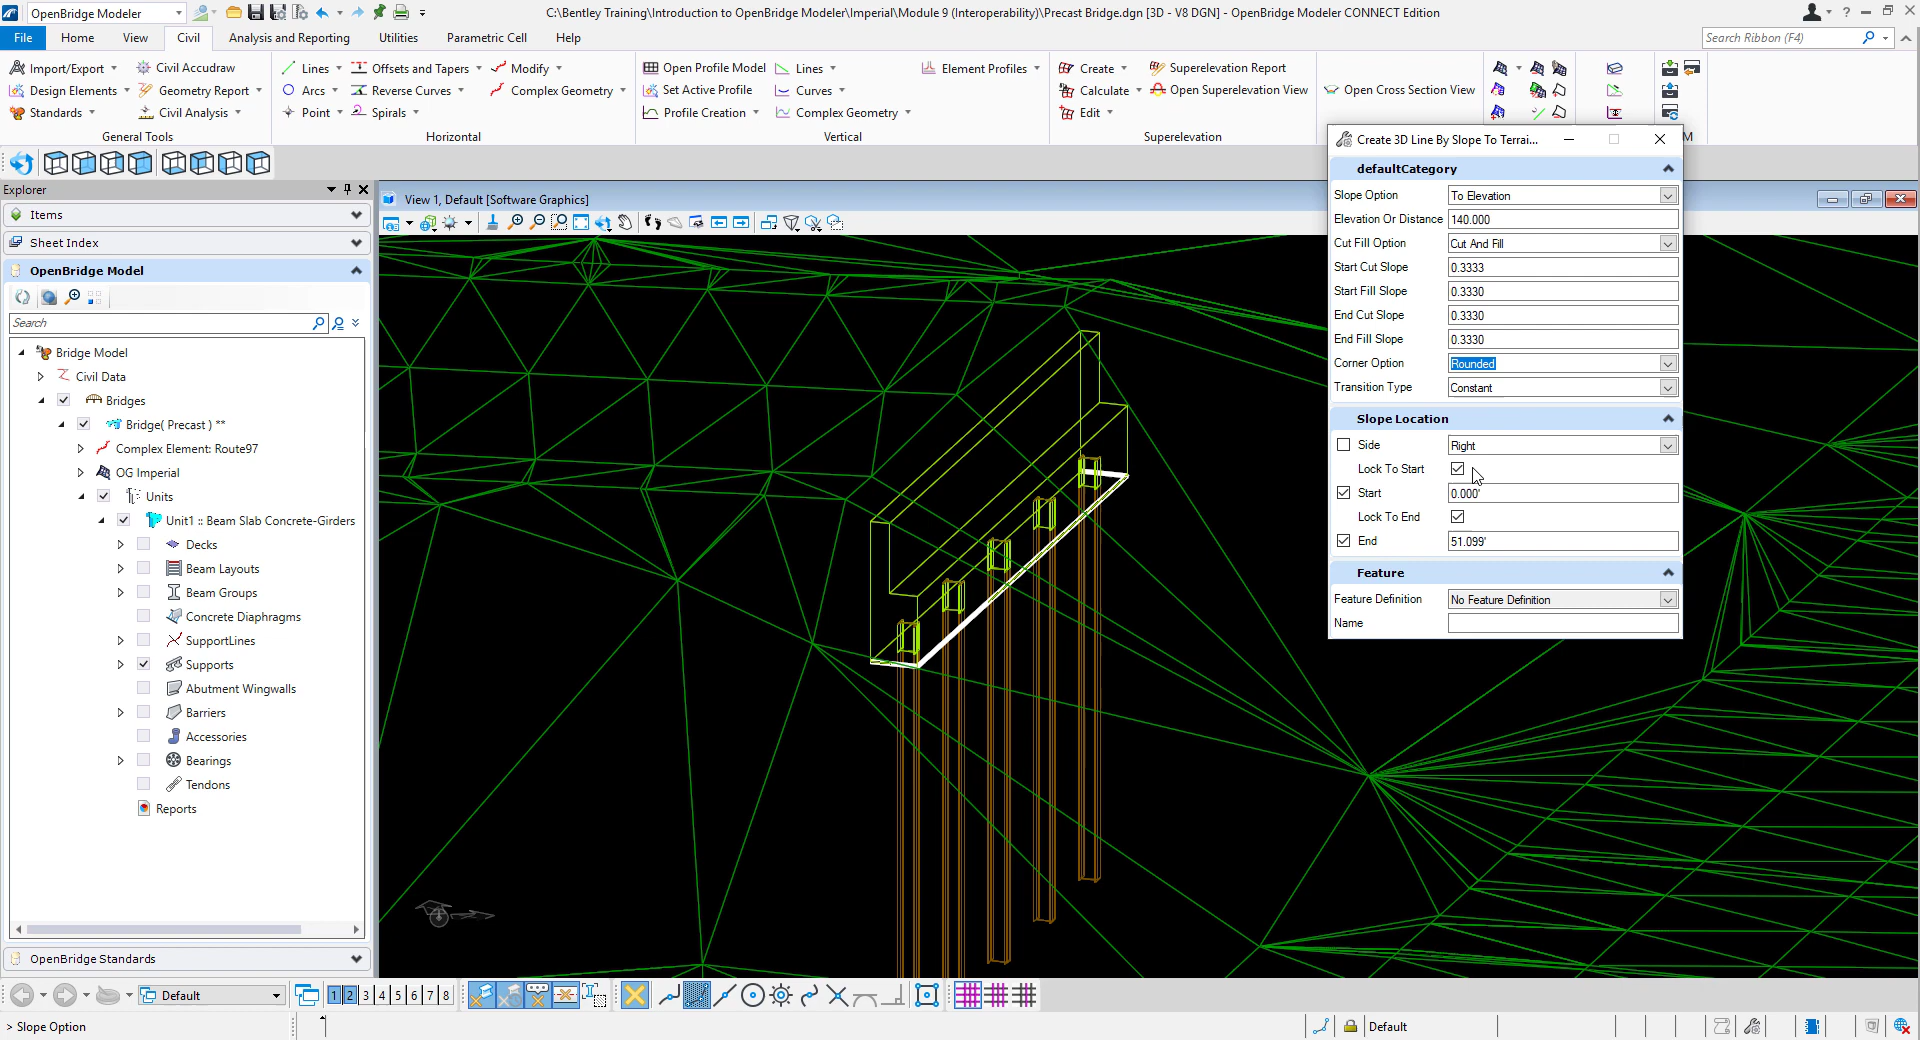 OpenBridge Modeler
C:\Bentley Training\Introduction to OpenBridge Modeler\Imperial\Module 9 (Interoperability)\Precast Bridge.dgn [3D - V8 DGN] - OpenBridge Modeler CONNECT Edition
File Home View Civil Analysis and Reporting Utilities Parametric Cell Help
Search Ribbon (F4)
Import/Export Civil Accudraw Lines Offsets and Tapers Modify Open Profile Model Lines Element Profiles Create Superelevation Report
Design Elements Geometry Report Arcs Reverse Curves Complex Geometry Set Active Profile Curves Calculate Open Superelevation View Open Cross Section View
Standards Civil Analysis Point Spirals Profile Creation Complex Geometry Edit
General Tools Horizontal Vertical Superelevation M
Create 3D Line By Slope To Terrai...
defaultCategory
Slope Option To Elevation
Elevation Or Distance 140.000
Cut Fill Option Cut And Fill
Start Cut Slope 0.3333
Start Fill Slope 0.3330
End Cut Slope 0.3330
End Fill Slope 0.3330
Corner Option Rounded
Transition Type Constant
Slope Location
Side Right
Lock To Start
Start 0.000'
Lock To End
End 51.099'
Feature
Feature Definition No Feature Definition
Name
Explorer
Items
Sheet Index
OpenBridge Model
Search
Bridge Model
Civil Data
Bridges
Bridge( Precast ) **
Complex Element: Route97
OG Imperial
Units
Unit1 :: Beam Slab Concrete-Girders
Decks
Beam Layouts
Beam Groups
Concrete Diaphragms
SupportLines
Supports
Abutment Wingwalls
Barriers
Accessories
Bearings
Tendons
Reports
OpenBridge Standards
View 1, Default [Software Graphics]
Default 1 2 3 4 5 6 7 8
> Slope Option
Default